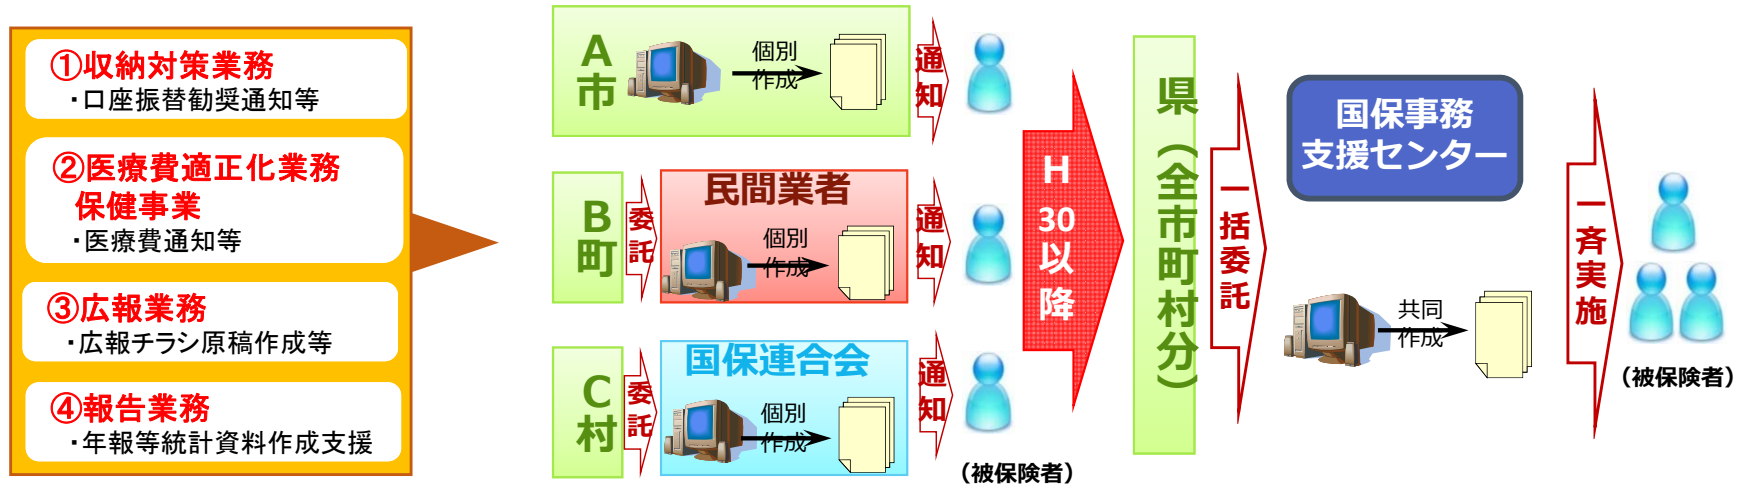 ①収納対策業務
・口座振替勧奨通知等
②医療費適正化業務
保健事業
・医療費通知等
③広報業務
・広報チラシ原稿作成等
④報告業務
・年報等統計資料作成支援
A市
個別
作成
通知
B町
委託
民間業者
個別
作成
通知
C村
委託
国保連合会
個別
作成
通知
（被保険者）
H30以降
県（全市町村分）
一括委託
国保事務
支援センター
共同
作成
一斉実施
（被保険者）